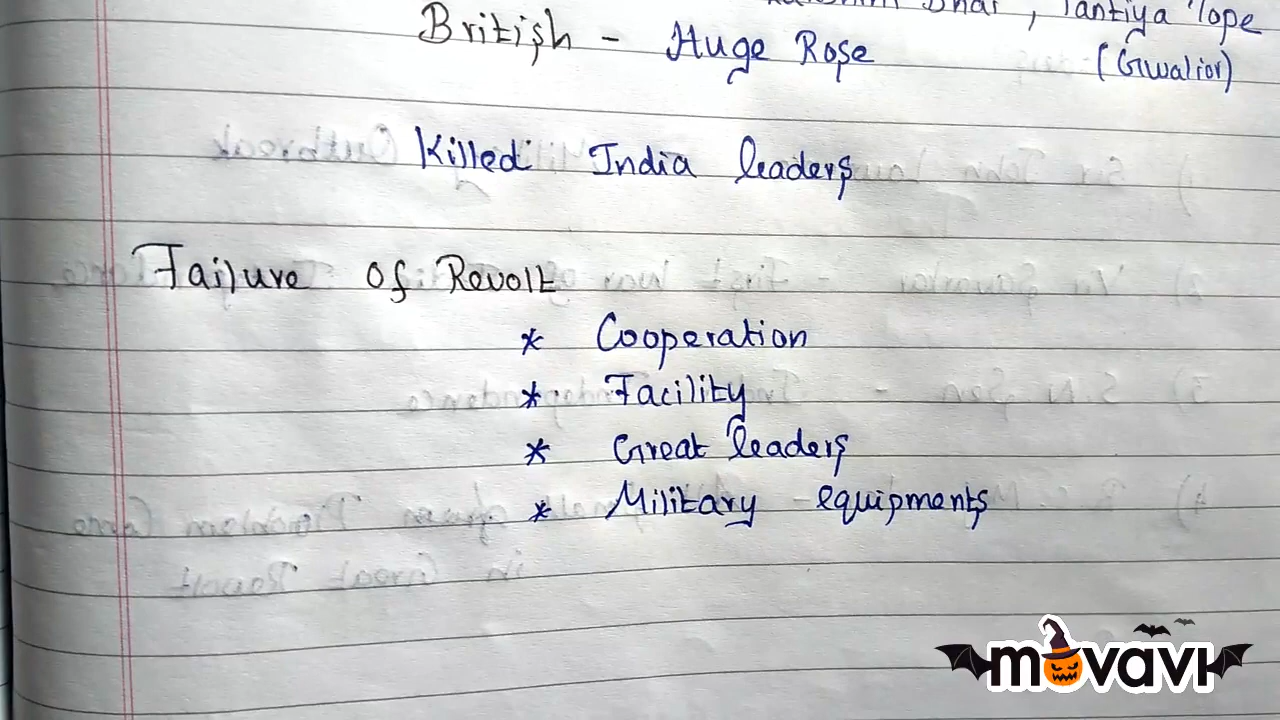 Bhai, Tantiya Tope
British - Huge Rose (Gwalior)
Killed India leaders
Failure of Revolt
* Cooperation
* Facility
* Great leaders
* Military equipments
movavi